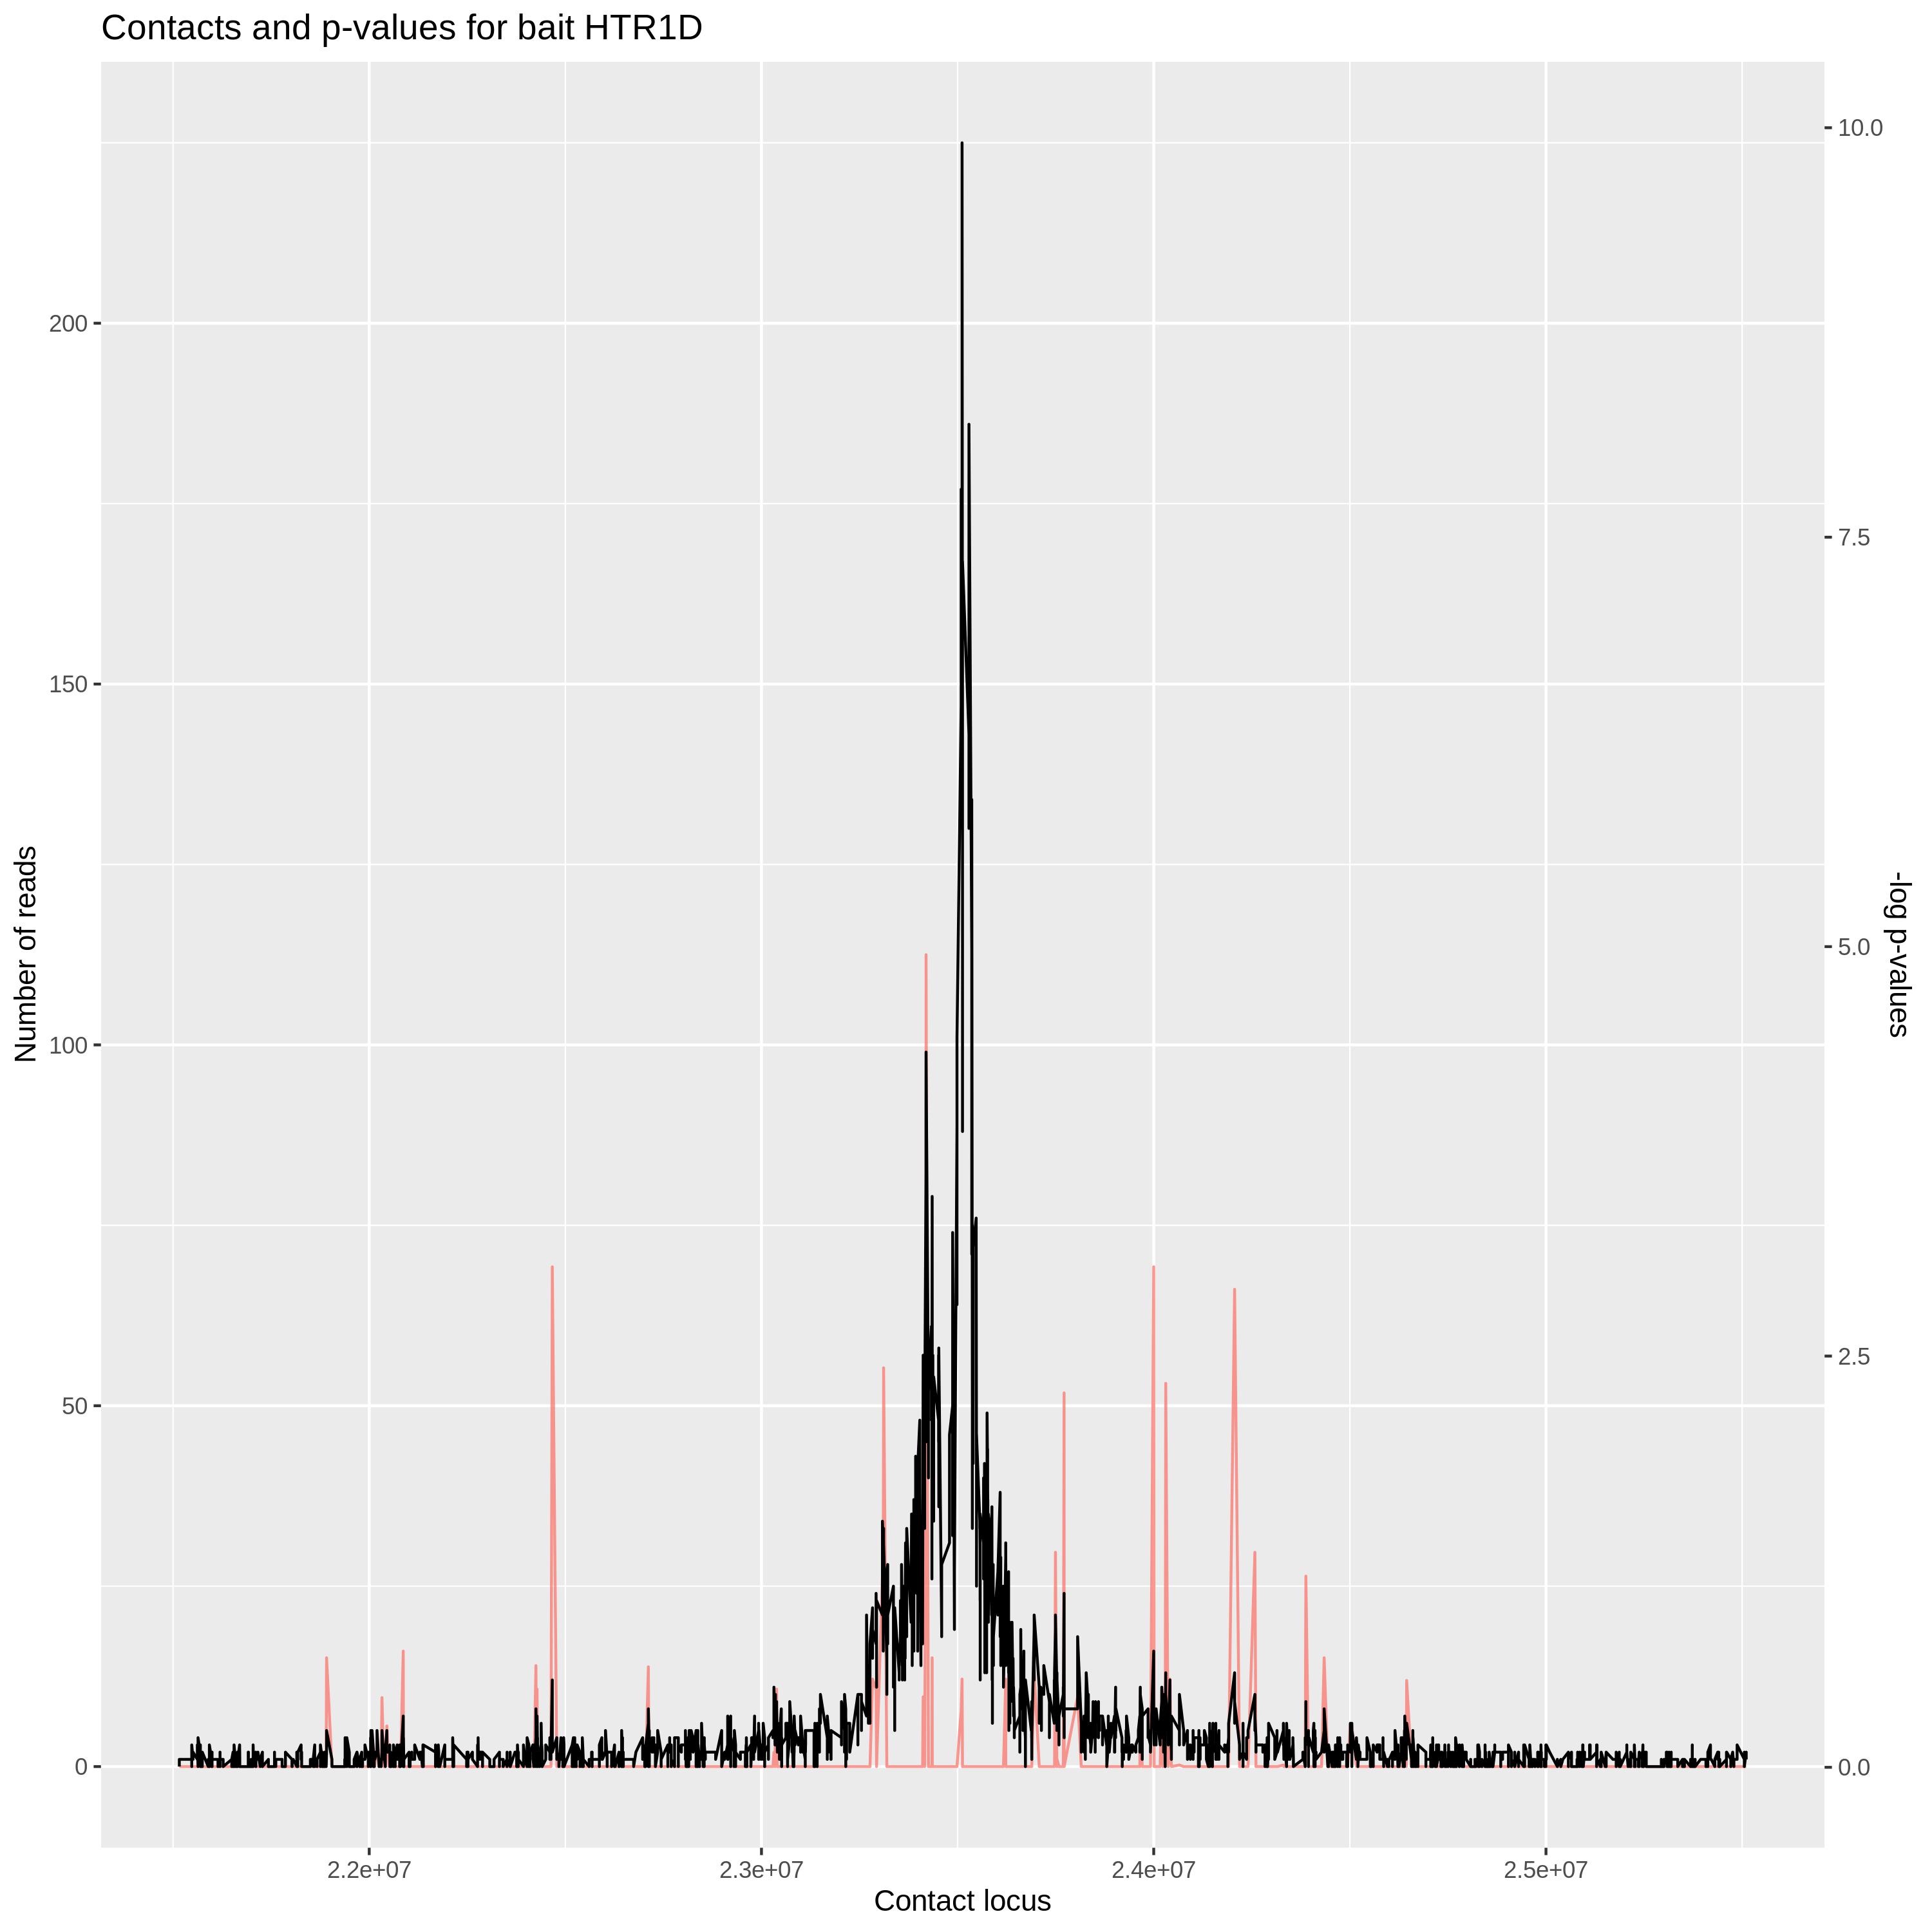 Contacts and p-values for bait HTR1D
Number of reads
200
150
100
50
0
10.0
7.5
5.0
2.5
0.0
-log p-values
2.2e+07
2.3e+07
2.4e+07
2.5e+07
Contact locus